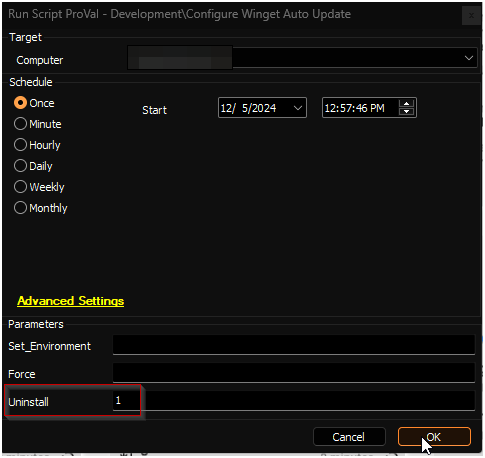 Run Script ProVal - Development\Configure Winget Auto Update
Target
Computer
Schedule
Once
Start
12/ 5/2024
12:57:46 PM
Minute
Hourly
Daily
Weekly
Monthly
Advanced Settings
Parameters
Set_Environment
Force
Uninstall 1
Cancel OK